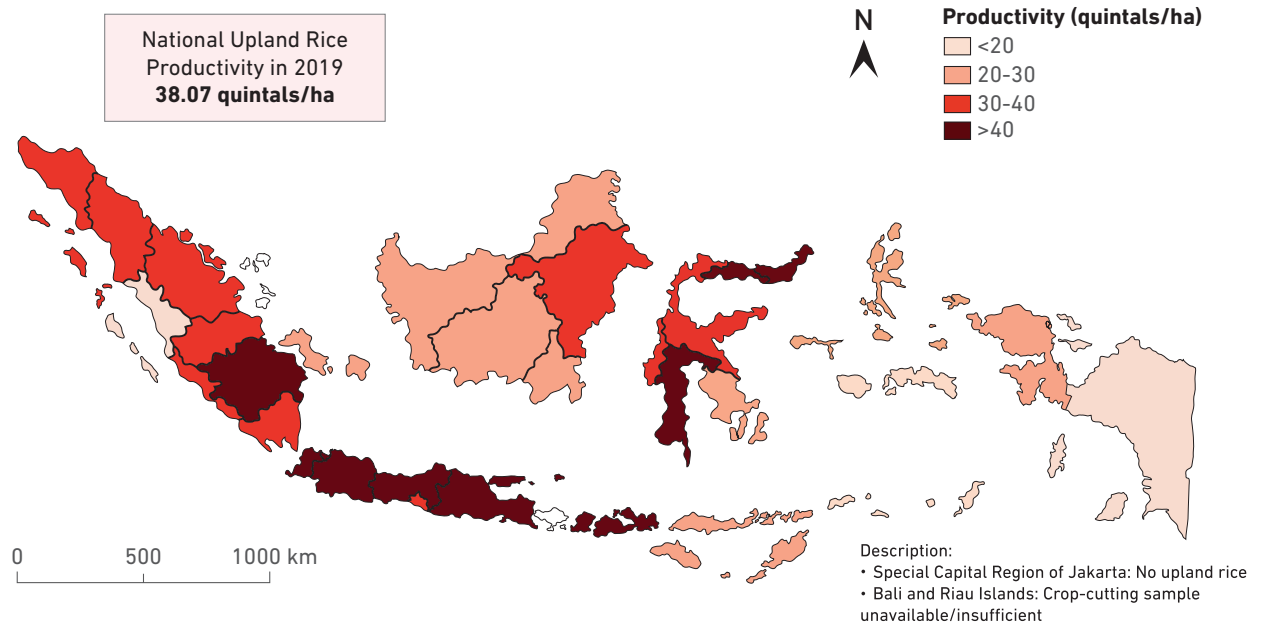 National Upland Rice
Productivity in 2019
38.07 quintals/ha
N
Productivity (quintals/ha)
<20
20-30
30-40
>40
0 500 1000 km
Description:
• Special Capital Region of Jakarta: No upland rice
• Bali and Riau Islands: Crop-cutting sample
unavailable/insufficient